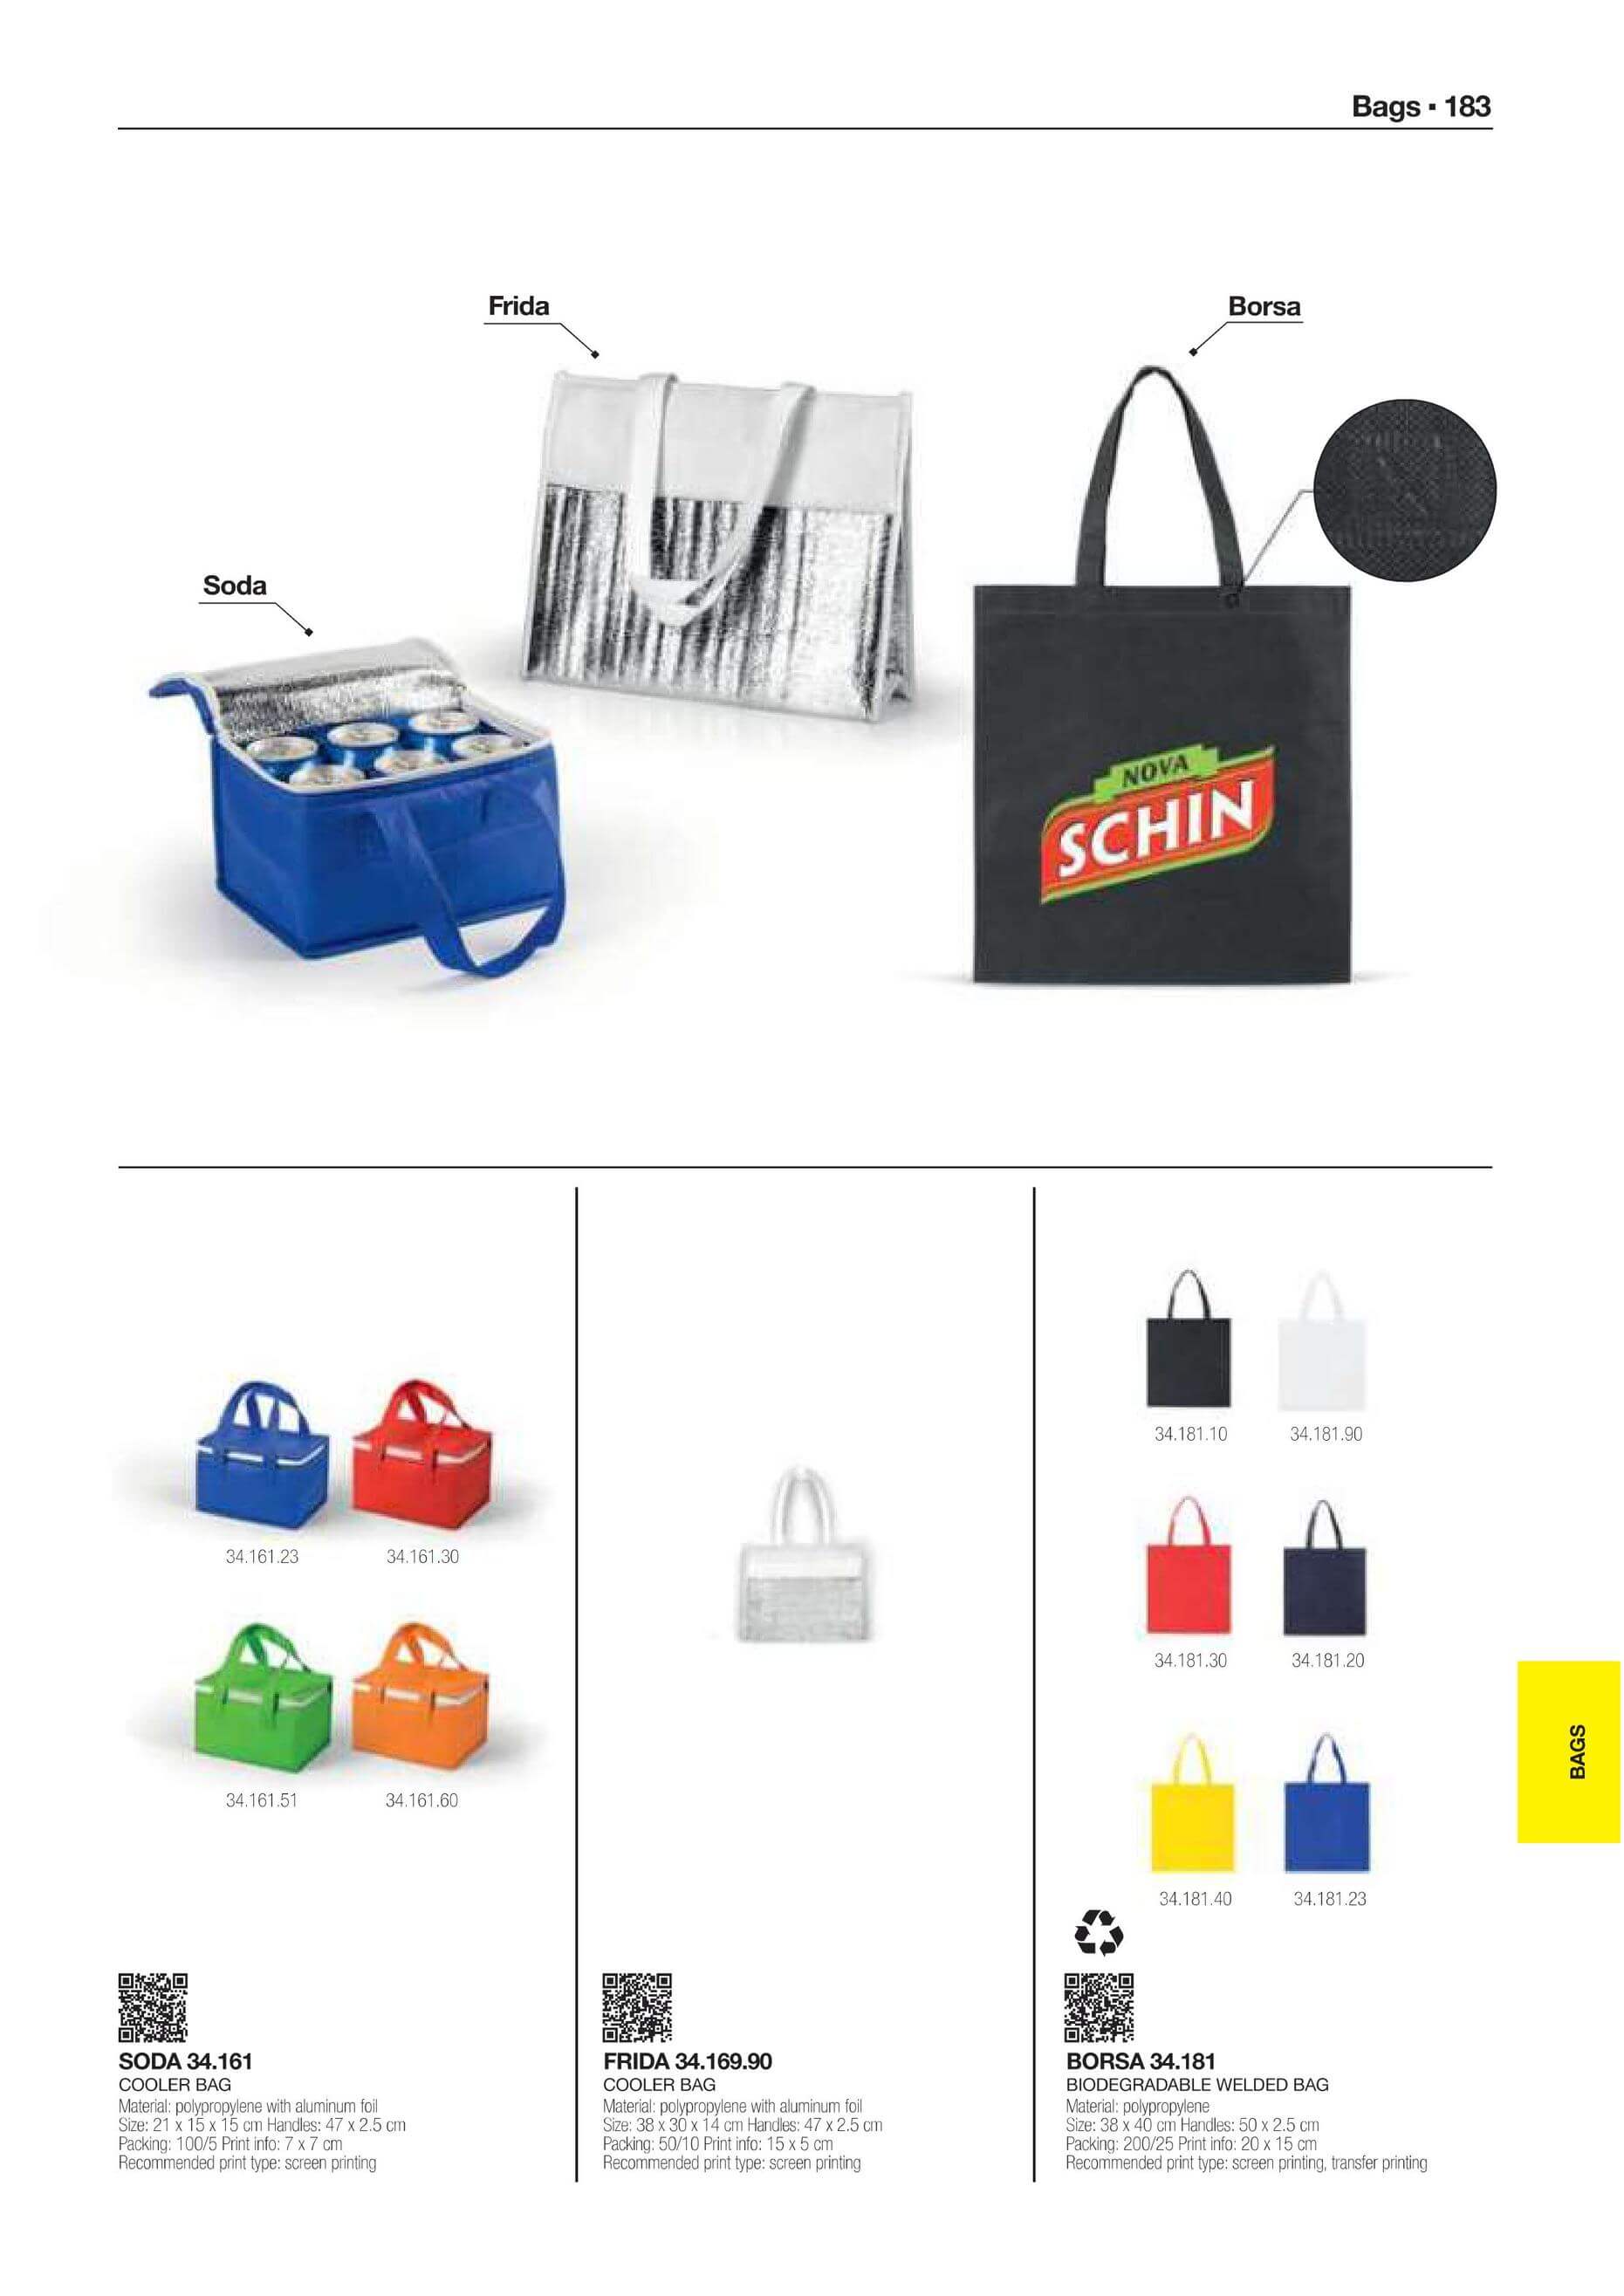 Bags ▪ 183
Frida
Borsa
Soda
NOVA
SCHIN
34.181.10
34.181.90
34.161.23
34.161.30
34.181.30
34.181.20
34.161.51
34.161.60
34.181.40
34.181.23
BAGS
SODA 34.161
COOLER BAG
Material: polypropylene with aluminum foil
Size: 21 x 15 x 15 cm Handles: 47 x 2.5 cm
Packing: 100/5 Print info: 7 x 7 cm
Recommended print type: screen printing
FRIDA 34.169.90
COOLER BAG
Material: polypropylene with aluminum foil
Size: 38 x 30 x 14 cm Handles: 47 x 2.5 cm
Packing: 50/10 Print info: 15 x 5 cm
Recommended print type: screen printing
BORSA 34.181
BIODEGRADABLE WELDED BAG
Material: polypropylene
Size: 38 x 40 cm Handles: 50 x 2.5 cm
Packing: 200/25 Print info: 20 x 15 cm
Recommended print type: screen printing, transfer printing